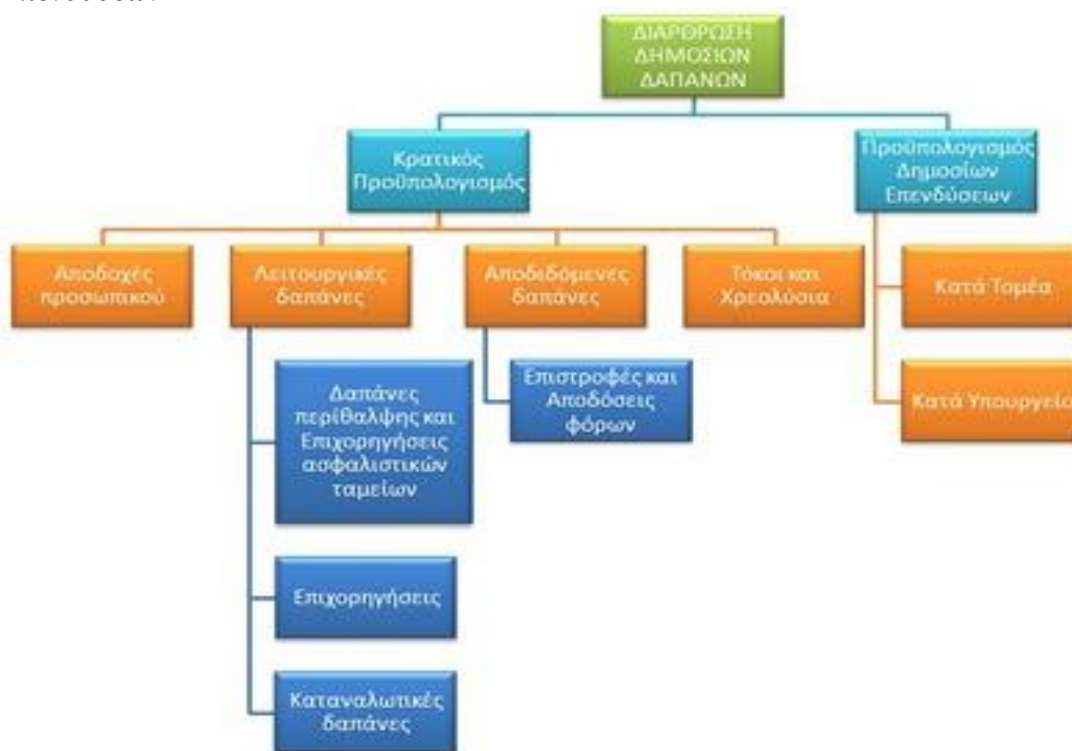 ΔΙΑΡΘΡΩΣΗ
ΔΗΜΟΣΙΩΝ
ΔΑΠΑΝΩΝ
Κρατικός
Προϋπολογισμός
Προϋπολογισμός
Δημοσίων
Επενδύσεων
Αποδοχές
προσωπικού
Λειτουργικές
δαπάνες
Αποδιδόμενες
δαπάνες
Τόκοι και
Χρεολύσια
Κατά Τομέα
Δαπάνες
περίθαλψης και
Επιχορηγήσεις
ασφαλιστικών
ταμείων
Επιστροφές και
Αποδόσεις
φόρων
Κατά Υπουργείο
Επιχορηγήσεις
Καταναλωτικές
δαπάνες